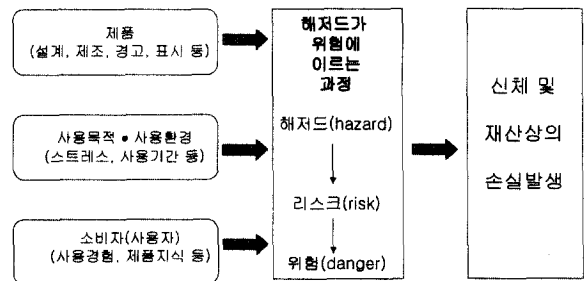 제품
(설계, 제조, 경고, 표시 등)
사용목적 • 사용환경
(스트레스, 사용기간 등)
소비자(사용자)
(사용경험, 제품지식 등)
해저드가
위험에
이르는
과정
해저드(hazard)
리스크(risk)
위험(danger)
신체 및
재산상의
손실발생